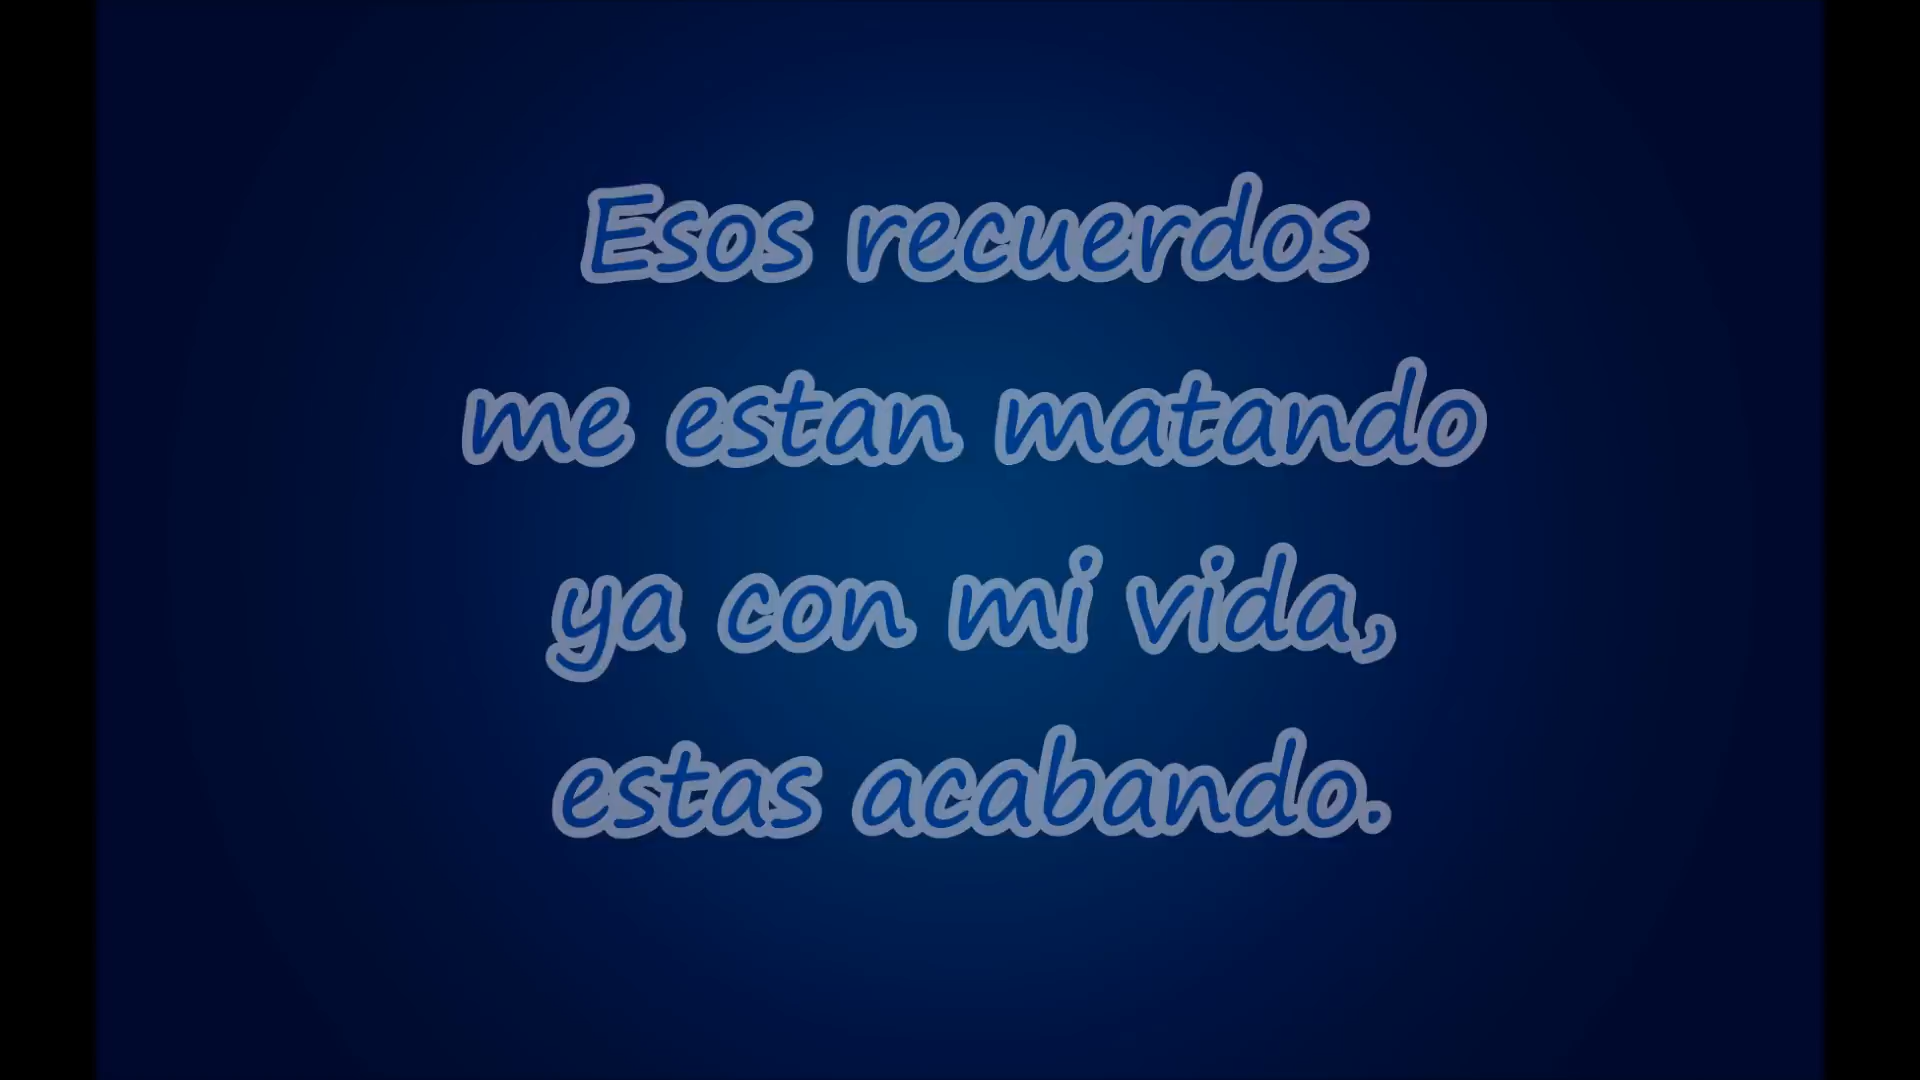 Esos recuerdos
me estan matando
ya con mi vida,
estas acabando.